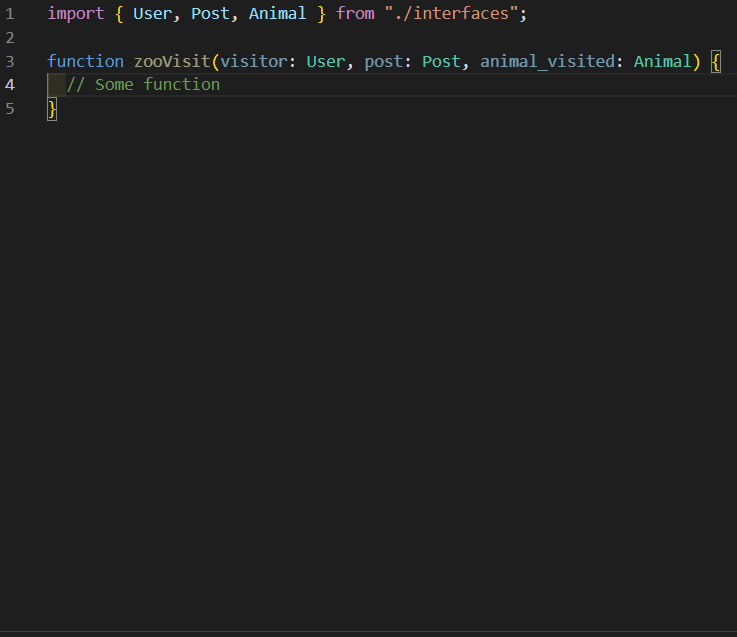 1 import { User, Post, Animal } from "./interfaces";
2
3 function zooVisit(visitor: User, post: Post, animal_visited: Animal) {
4 // Some function
5 }